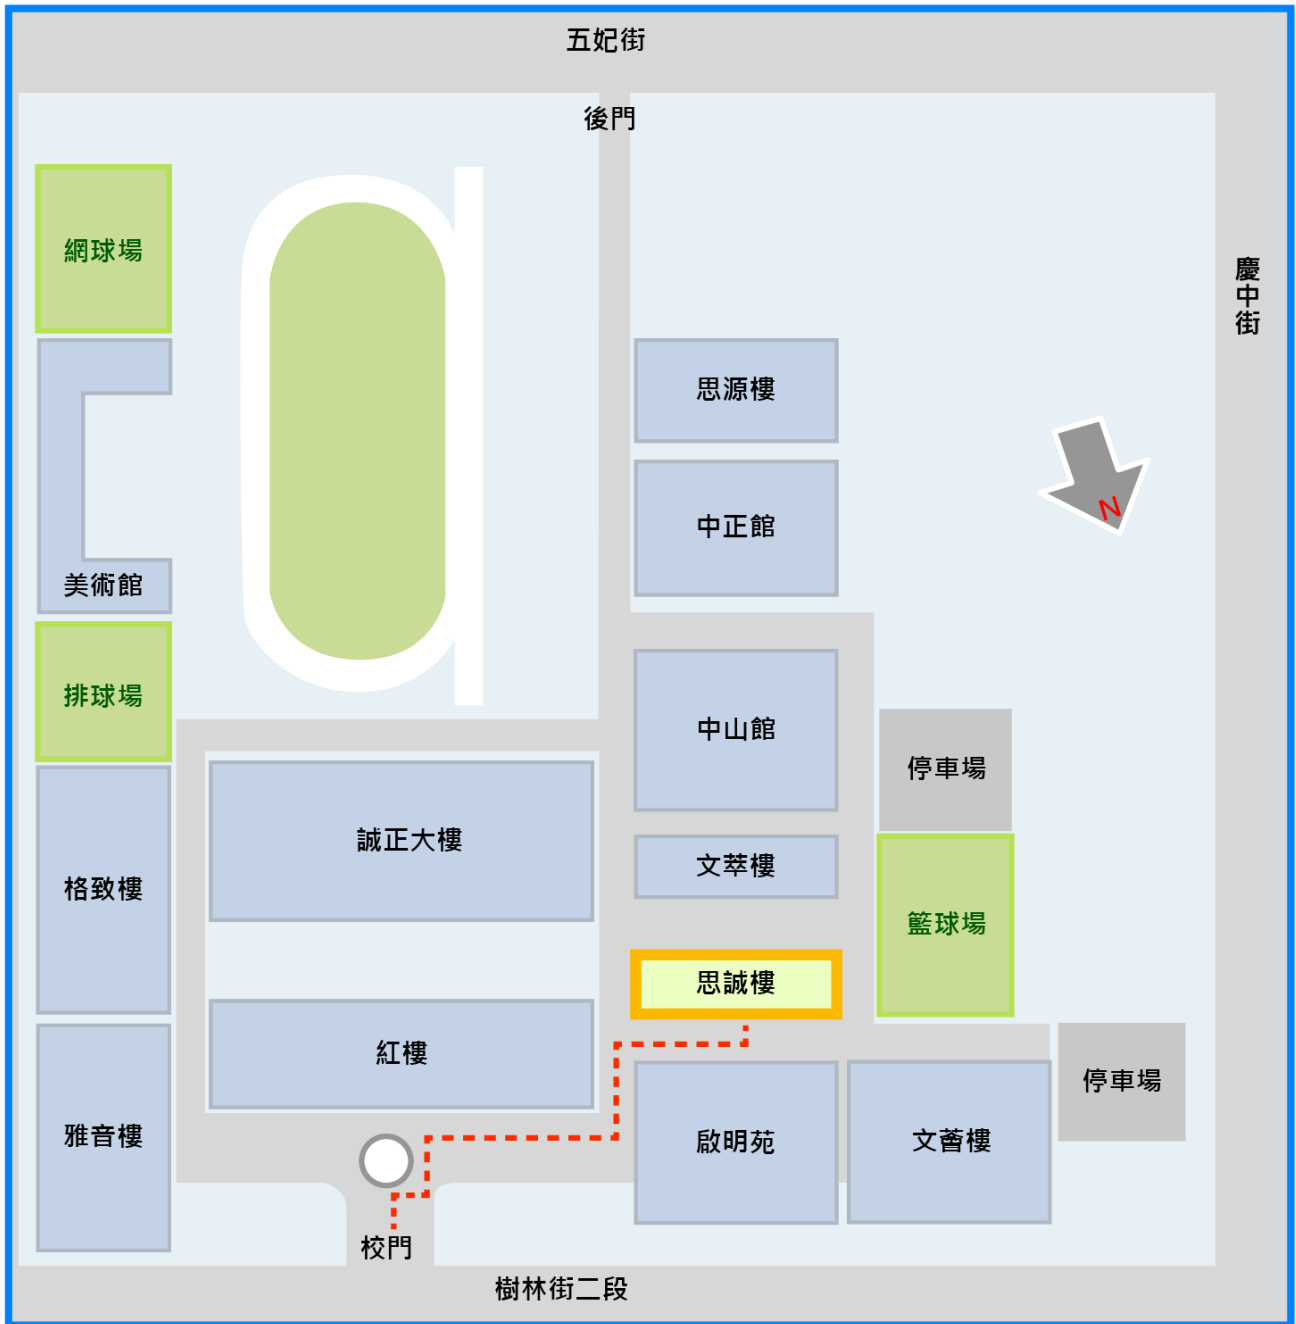 五妃街
後門
網球場
慶中街
思源樓
中正館
美術館
N
排球場
中山館
停車場
誠正大樓
文萃樓
格致樓
籃球場
思誠樓
紅樓
停車場
雅音樓
啟明苑
文薈樓
校門
樹林街二段